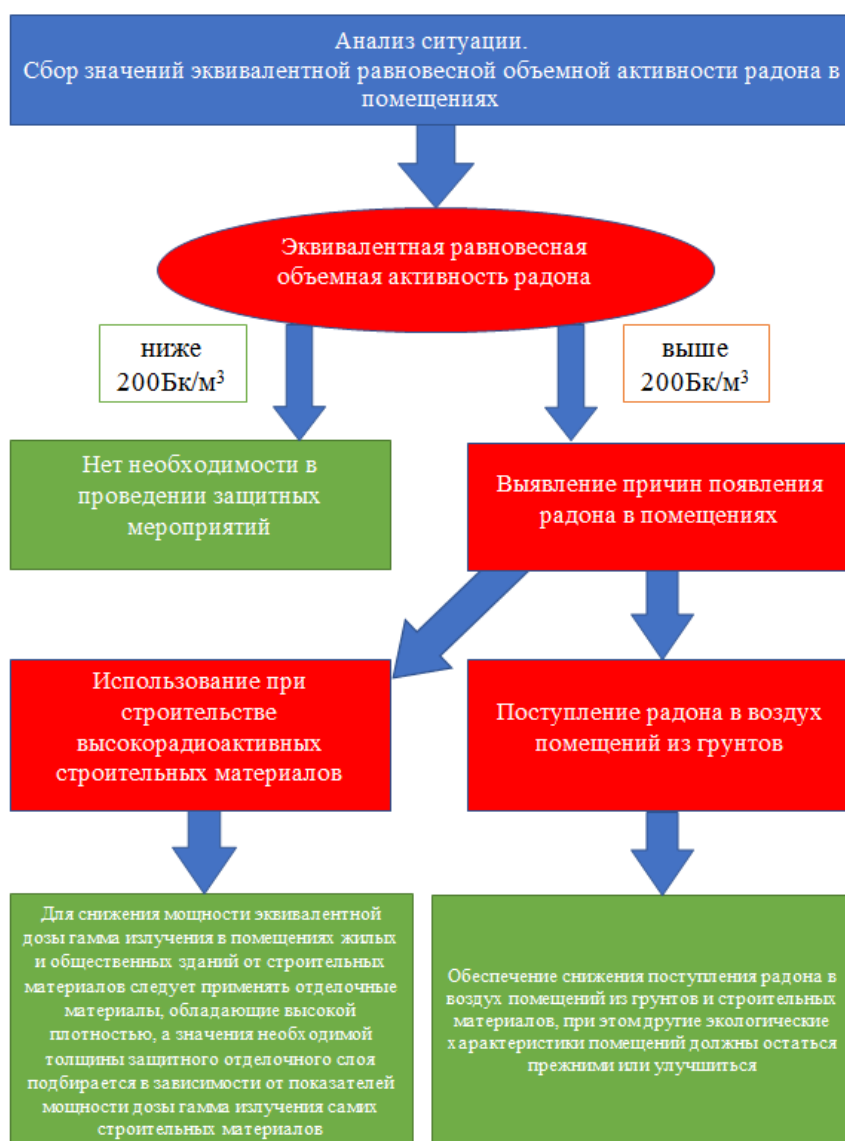 Анализ ситуации.
Сбор значений эквивалентной равновесной объемной активности радона в
помещениях
Эквивалентная равновесная
объемная активность радона
ниже
200Бк/м³
выше
200Бк/м³
Нет необходимости в
проведении защитных
мероприятий
Выявление причин появления
радона в помещениях
Использование при
строительстве
высокорадиоактивных
строительных материалов
Поступление радона в воздух
помещений из грунтов
Для снижения мощности эквивалентной
дозы гамма излучения в помещениях жилых
и общественных зданий от строительных
материалов следует применять отделочные
материалы, обладающие высокой
плотностью, а значения необходимой
толщины защитного отделочного слоя
подбирается в зависимости от показателей
мощности дозы гамма излучения самих
строительных материалов
Обеспечение снижения поступления радона в
воздух помещений из грунтов и строительных
материалов, при этом другие экологические
характеристики помещений должны остаться
прежними или улучшиться